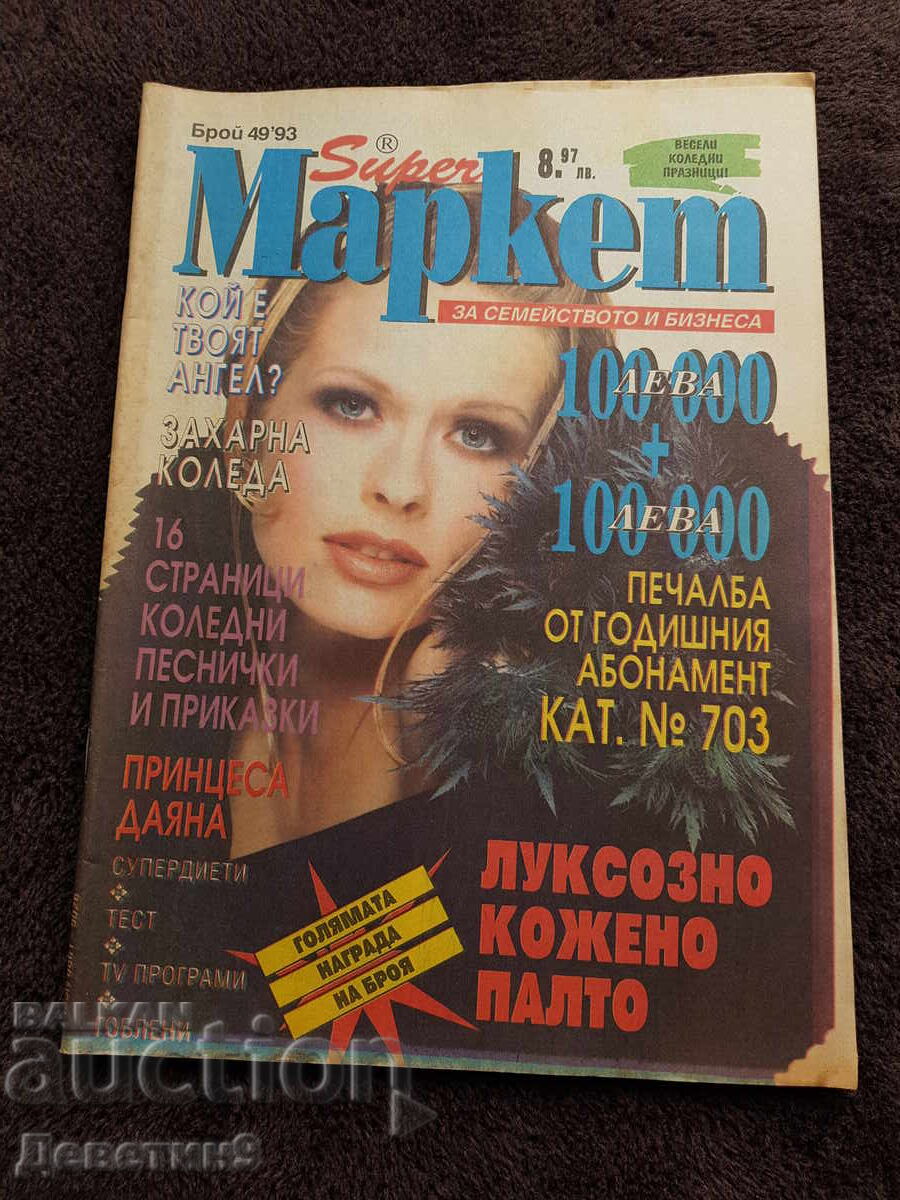 Брой 49'93
Super®
Маркет
8.97 лв.
ВЕСЕЛИ
КОЛЕДНИ
ПРАЗНИЦИ!
ЗА СЕМЕЙСТВОТО И БИЗНЕСА
КОЙ Е
ТВОЯТ
АНГЕЛ?
ЗАХАРНА
КОЛЕДА
16
СТРАНИЦИ
КОЛЕДНИ
ПЕСНИЧКИ
И ПРИКАЗКИ
ПРИНЦЕСА
ДАЯНА
СУПЕРДИЕТИ
ТЕСТ
TV ПРОГРАМИ
ГОБЛЕНИ
100 000
ЛЕВА
+
100 000
ЛЕВА
ПЕЧАЛБА
ОТ ГОДИШНИЯ
АБОНАМЕНТ
КАТ. № 703
ГОЛЯМАТА
НАГРАДА
НА БРОЯ
ЛУКСОЗНО
КОЖЕНО
ПАЛТО
БАЛКАН
auction
Деветин9